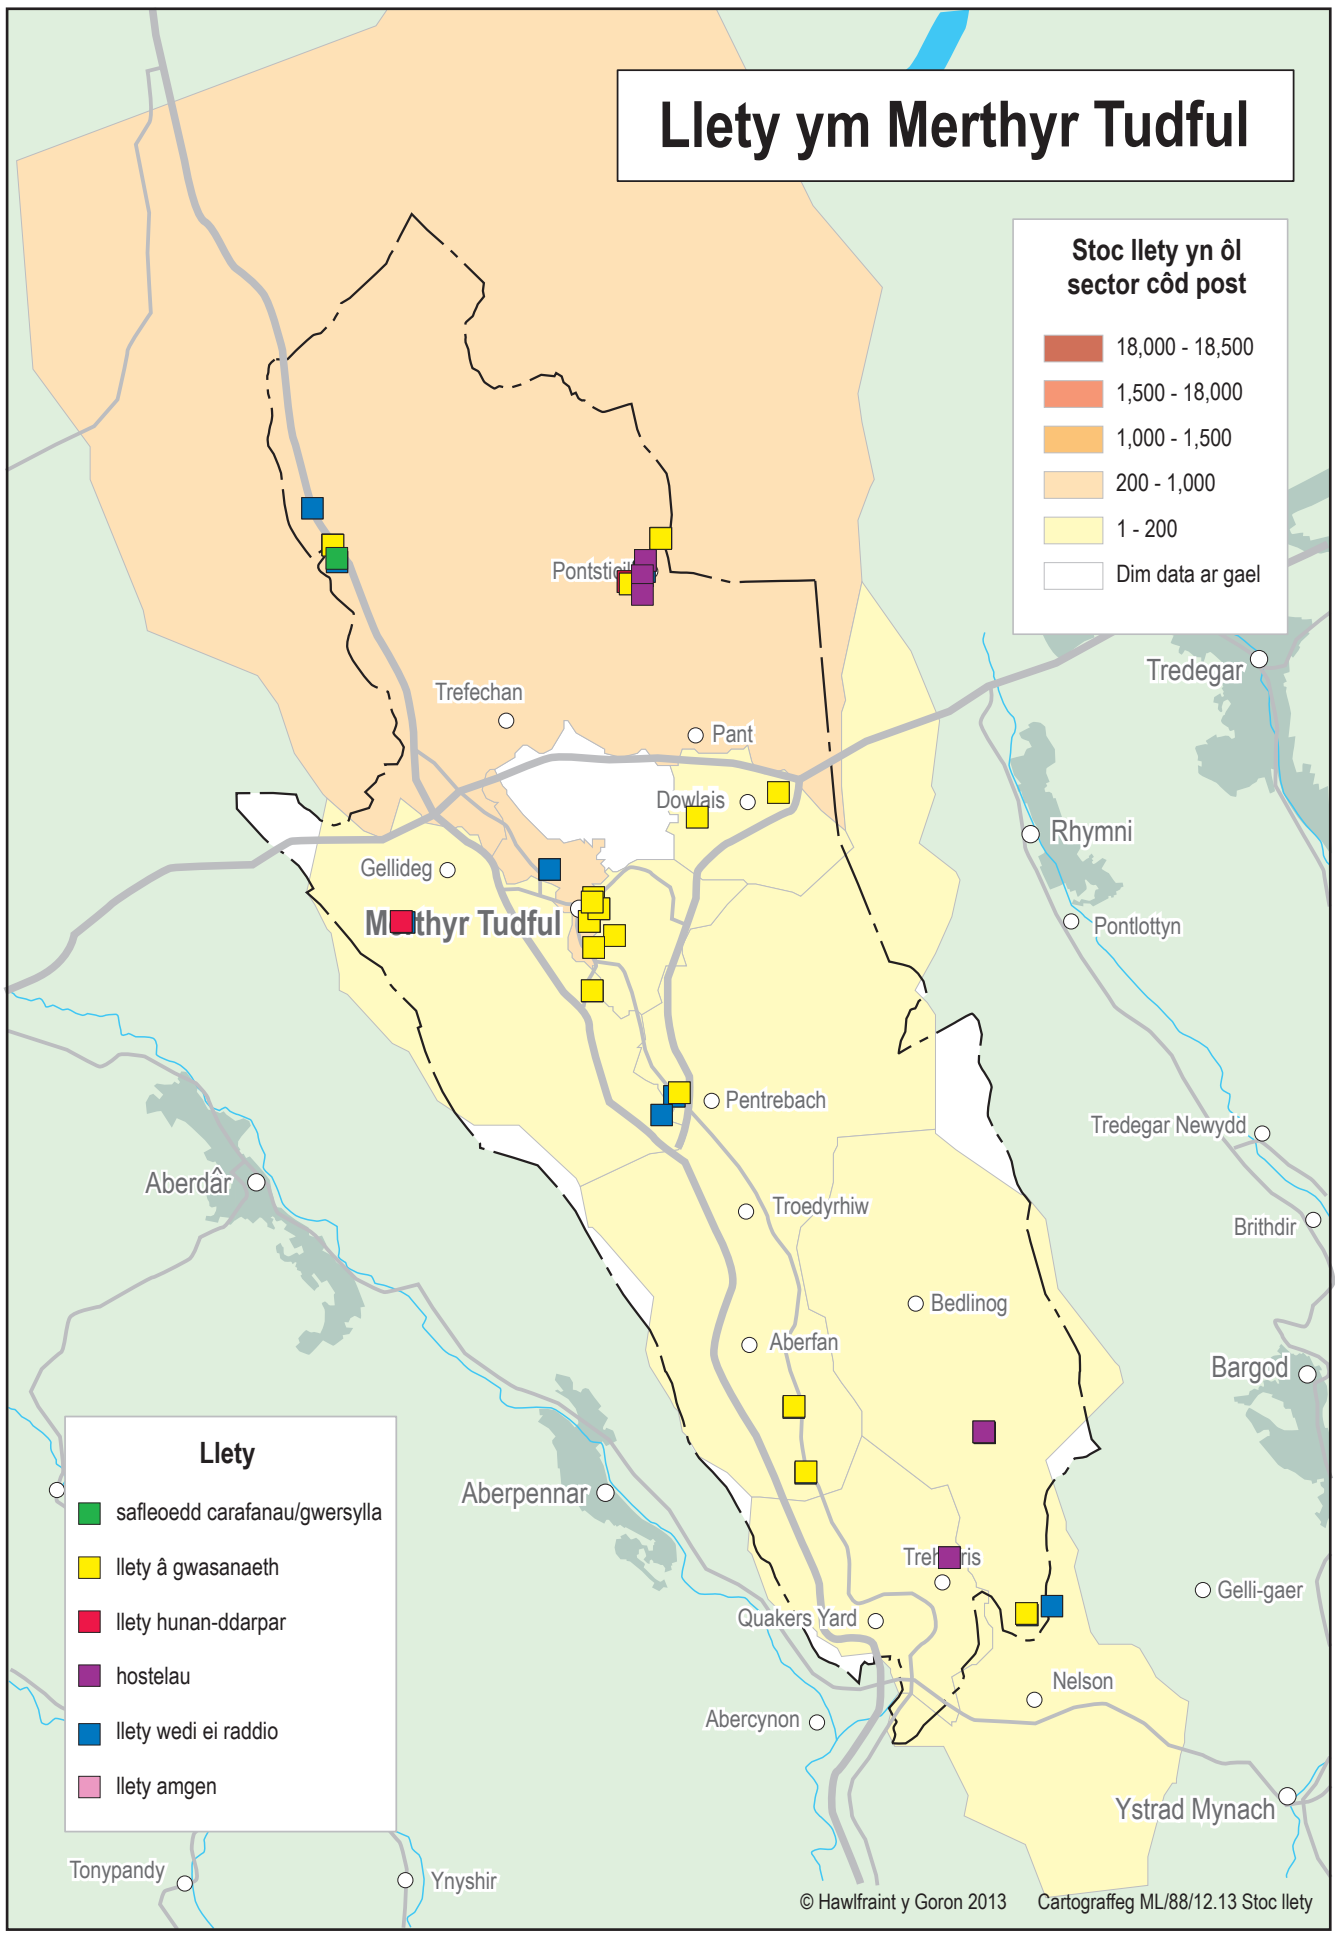 Llety ym Merthyr Tudful
Stoc llety yn ôl
sector côd post
18,000 - 18,500
1,500 - 18,000
1,000 - 1,500
200 - 1,000
1 - 200
Dim data ar gael
Tredegar
Trefechan
Pant
Dowlais
Rhymni
Gellideg
Merthyr Tudful
Pontlottyn
Pentrebach
Tredegar Newydd
Aberdâr
Troedyrhiw
Brithdir
Bedlinog
Aberfan
Bargod
Aberpennar
Gelli-gaer
Quakers Yard
Nelson
Abercynon
Ystrad Mynach
Tonypandy
Ynyshir
Llety
safleoedd carafanau/gwersylla
llety â gwasanaeth
llety hunan-ddarpar
hostelau
llety wedi ei raddio
llety amgen
© Hawlfraint y Goron 2013 Cartograffeg ML/88/12.13 Stoc llety